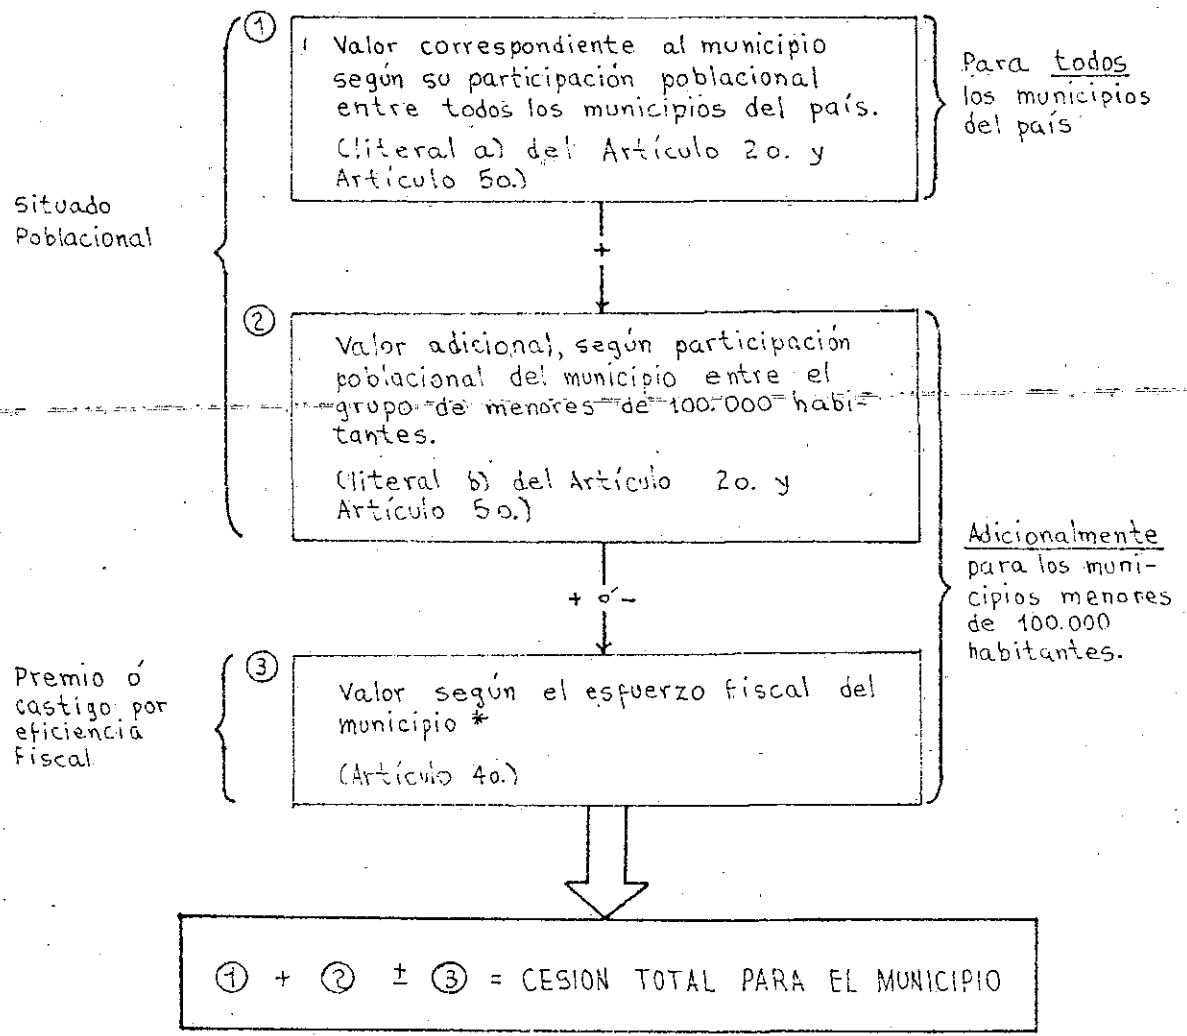 ①
Valor correspondiente al municipio
según su participación poblacional
entre todos los municipios del país.
(literal a) del Artículo 2o. y
Artículo 5o.)
Para todos
los municipios
del país
Situado
Poblacional
+
②
Valor adicional, según participación
poblacional del municipio entre el
grupo de menores de 100.000 habi-
tantes.
(literal b) del Artículo 2o. y
Artículo 5o.)
Adicionalmente
para los muni-
cipios menores
de 100.000
habitantes.
+ ó -
Premio ó
castigo por
eficiencia
Fiscal
③
Valor según el esfuerzo fiscal del
municipio *
(Artículo 4o.)
① + ② ± ③ = CESION TOTAL PARA EL MUNICIPIO